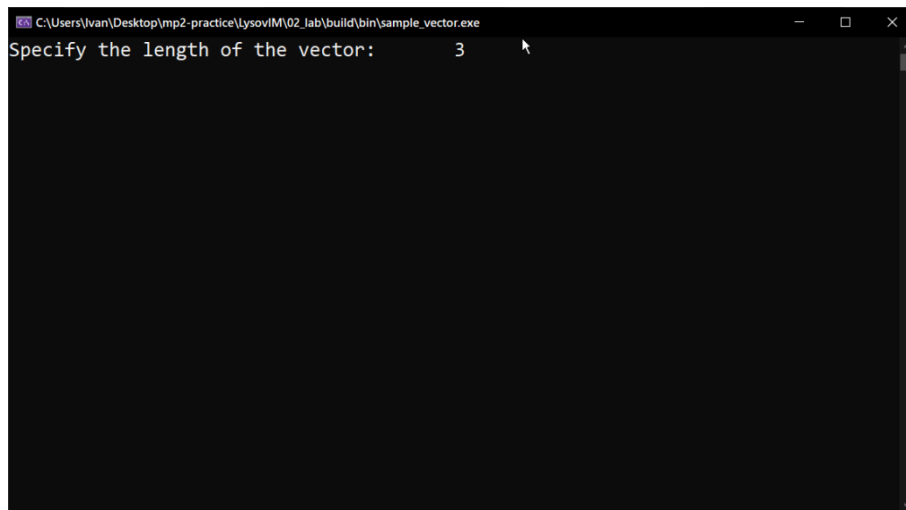 C:\Users\Ivan\Desktop\mp2-practice\LysovIM\02_lab\build\bin\sample_vector.exe
Specify the length of the vector: 3